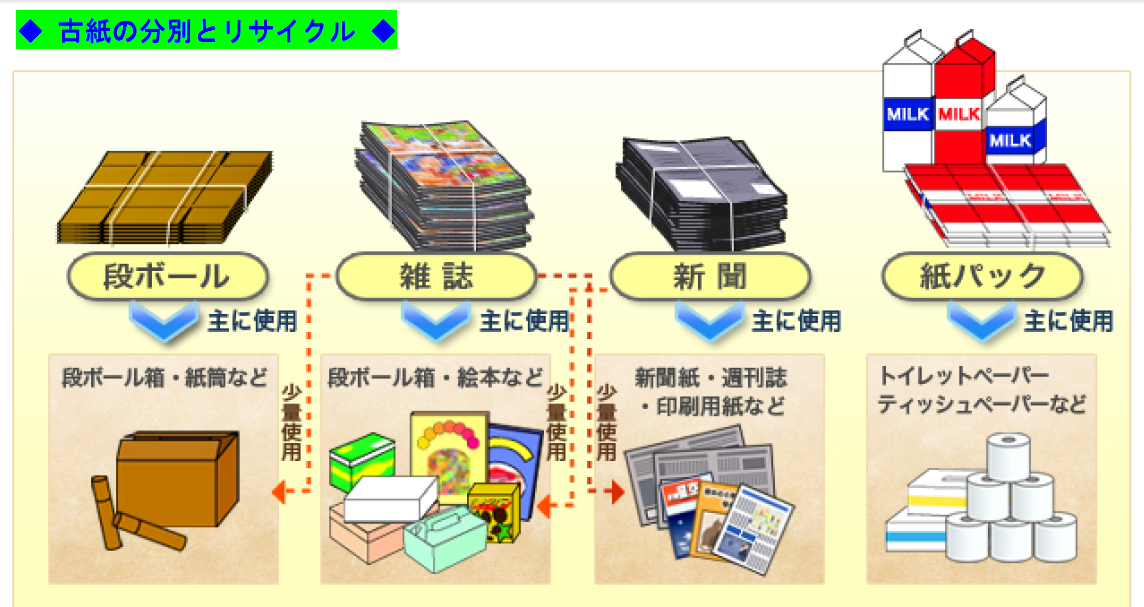 ◆ 古紙の分別とリサイクル ◆
MILK
MILK
MILK
MILK
MILK
段ボール
雑誌
新聞
紙パック
主に使用
主に使用
主に使用
主に使用
段ボール箱・紙筒など
段ボール箱・絵本など
新聞紙・週刊誌
・印刷用紙など
トイレットペーパー
ティッシュペーパーなど
少量使用
少量使用
少量使用